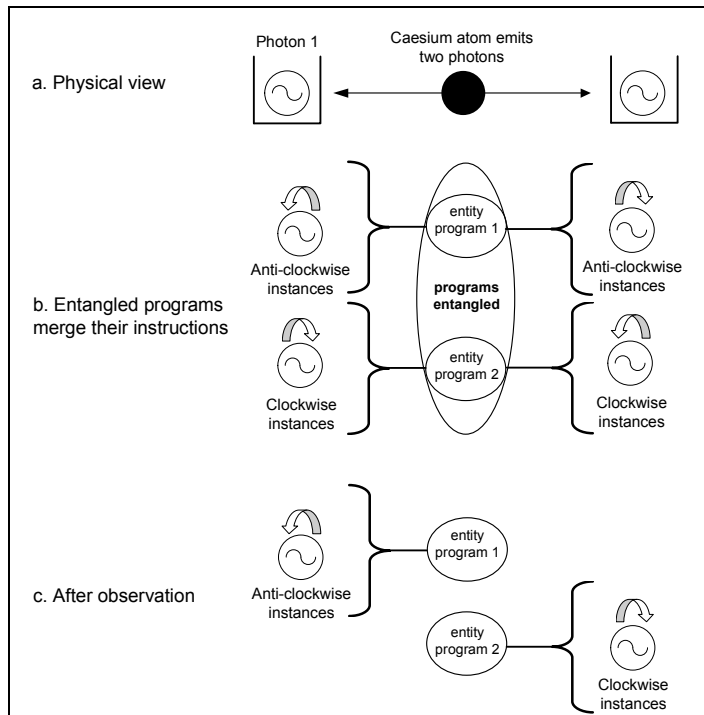 Photon 1
Caesium atom emits
two photons
a. Physical view
entity
program 1
Anti-clockwise
instances
Anti-clockwise
instances
programs
entangled
b. Entangled programs
merge their instructions
entity
program 2
Clockwise
instances
Clockwise
instances
entity
program 1
Anti-clockwise
instances
c. After observation
entity
program 2
Clockwise
instances